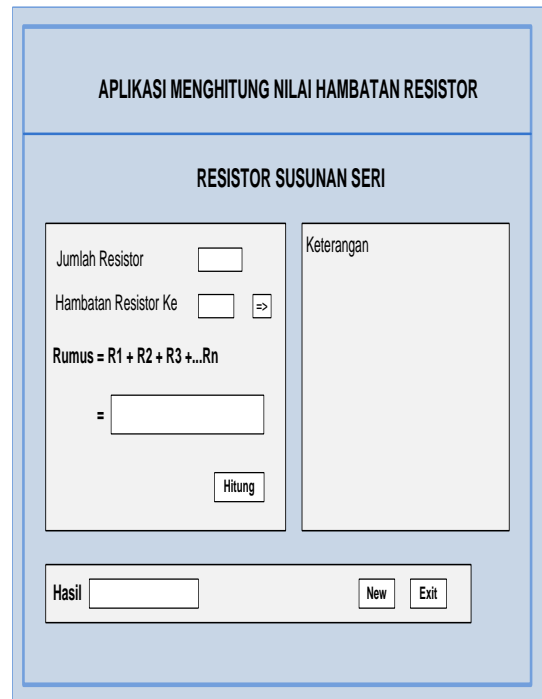 APLIKASI MENGHITUNG NILAI HAMBATAN RESISTOR
RESISTOR SUSUNAN SERI
Jumlah Resistor
Hambatan Resistor Ke =>
Rumus = R1 + R2 + R3 +...Rn
=
Hitung
Keterangan
Hasil New Exit